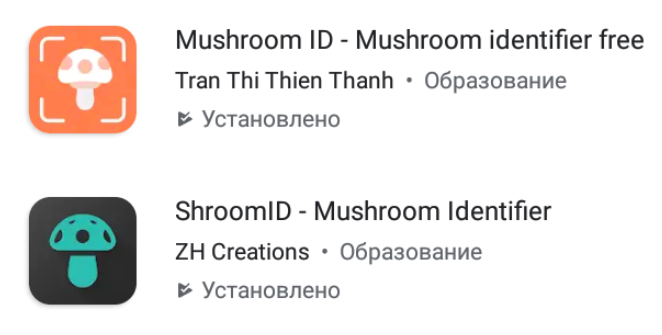 Mushroom ID - Mushroom identifier free
Tran Thi Thien Thanh • Образование
Установлено
ShroomID - Mushroom Identifier
ZH Creations • Образование
Установлено